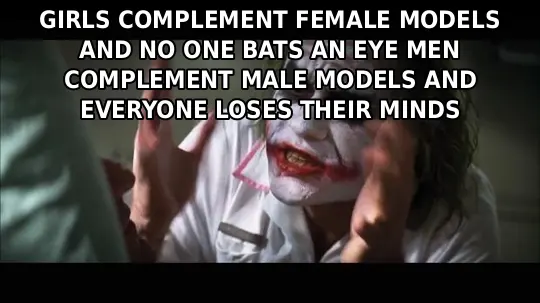 GIRLS COMPLEMENT FEMALE MODELS
AND NO ONE BATS AN EYE MEN
COMPLEMENT MALE MODELS AND
EVERYONE LOSES THEIR MINDS